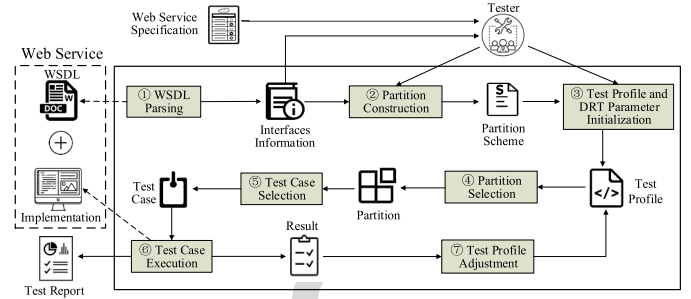 Web Service
Specification
Tester
Web Service
WSDL
W
DOC
① WSDL
Parsing
Interfaces
Information
② Partition
Construction
S
Partition
Scheme
③ Test Profile and
DRT Parameter
Initialization
Implementation
Test
Case
⑤ Test Case
Selection
Partition
④ Partition
Selection
</>
Test
Profile
Test Report
⑥ Test Case
Execution
Result
⑦ Test Profile
Adjustment